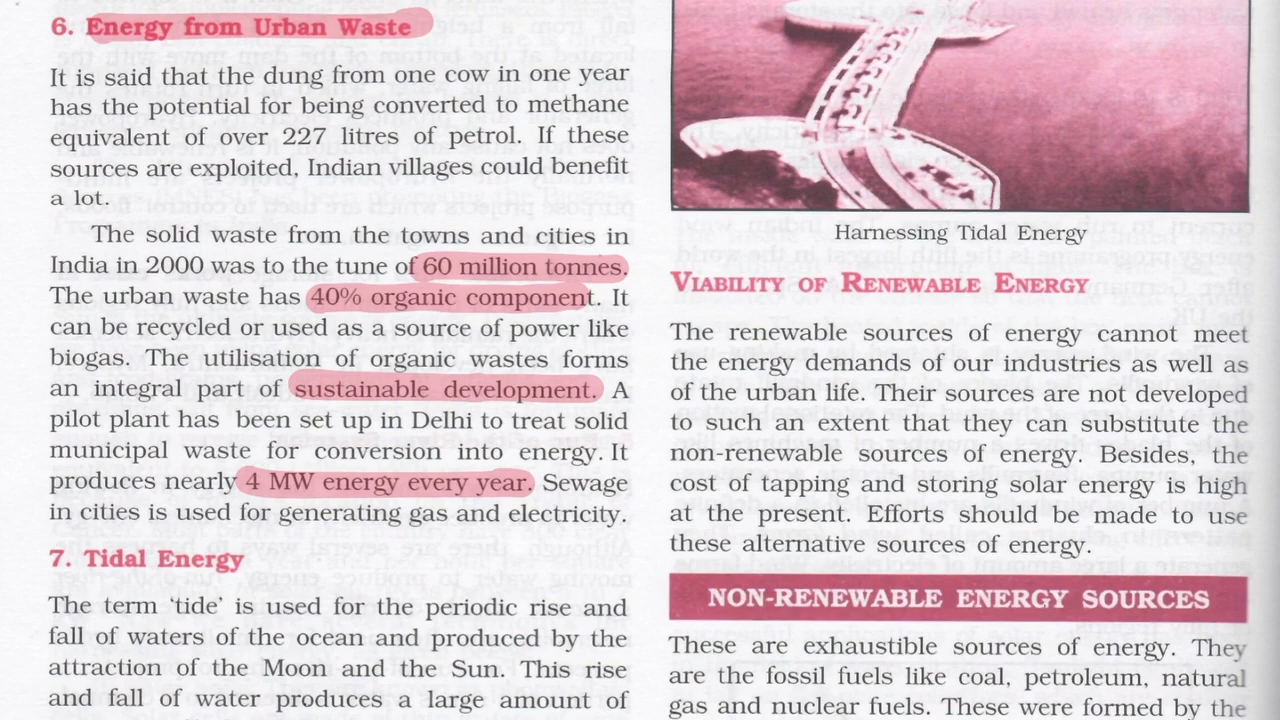 6. Energy from Urban Waste
It is said that the dung from one cow in one year
has the potential for being converted to methane
equivalent of over 227 litres of petrol. If these
sources are exploited, Indian villages could benefit
a lot.
The solid waste from the towns and cities in
India in 2000 was to the tune of 60 million tonnes.
The urban waste has 40% organic component. It
can be recycled or used as a source of power like
biogas. The utilisation of organic wastes forms
an integral part of sustainable development. A
pilot plant has been set up in Delhi to treat solid
municipal waste for conversion into energy. It
produces nearly 4 MW energy every year. Sewage
in cities is used for generating gas and electricity.
7. Tidal Energy
The term ‘tide’ is used for the periodic rise and
fall of waters of the ocean and produced by the
attraction of the Moon and the Sun. This rise
and fall of water produces a large amount of
Harnessing Tidal Energy
VIABILITY OF RENEWABLE ENERGY
The renewable sources of energy cannot meet
the energy demands of our industries as well as
of the urban life. Their sources are not developed
to such an extent that they can substitute the
non-renewable sources of energy. Besides, the
cost of tapping and storing solar energy is high
at the present. Efforts should be made to use
these alternative sources of energy.
NON-RENEWABLE ENERGY SOURCES
These are exhaustible sources of energy. They
are the fossil fuels like coal, petroleum, natural
gas and nuclear fuels. These were formed by the